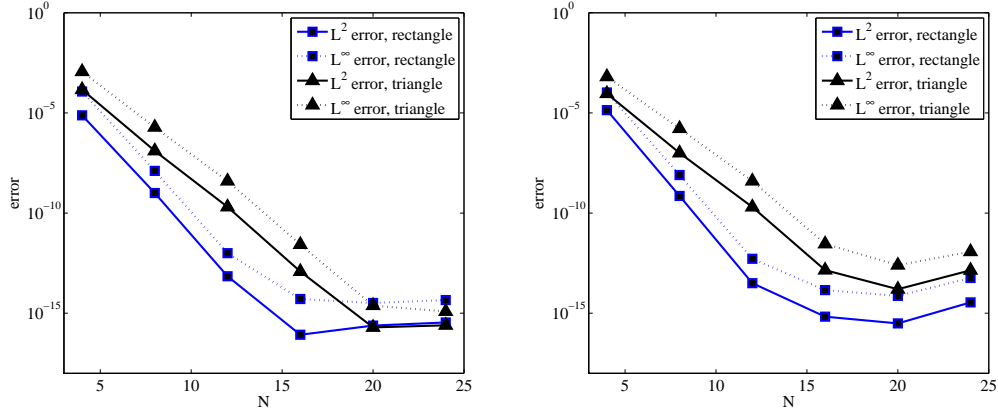 10^0
10^-5
10^-10
10^-15
error
5
10
15
20
25
N
L^2 error, rectangle
L^∞ error, rectangle
L^2 error, triangle
L^∞ error, triangle
10^0
10^-5
10^-10
10^-15
error
5
10
15
20
25
N
L^2 error, rectangle
L^∞ error, rectangle
L^2 error, triangle
L^∞ error, triangle